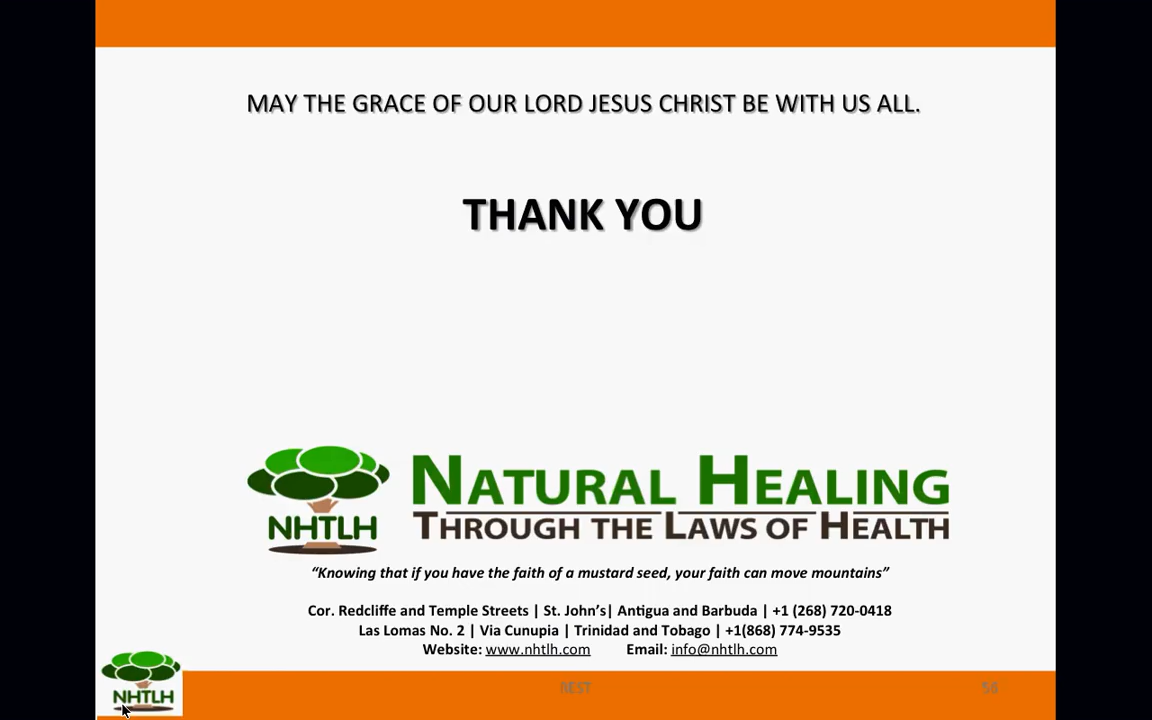 MAY THE GRACE OF OUR LORD JESUS CHRIST BE WITH US ALL.
THANK YOU
NHTLH
NATURAL HEALING
THROUGH THE LAWS OF HEALTH
“Knowing that if you have the faith of a mustard seed, your faith can move mountains”
Cor. Redcliffe and Temple Streets | St. John’s| Antigua and Barbuda | +1 (268) 720-0418
Las Lomas No. 2 | Via Cunupia | Trinidad and Tobago | +1(868) 774-9535
Website: www.nhtlh.com Email: info@nhtlh.com
NHTLH
REST
56